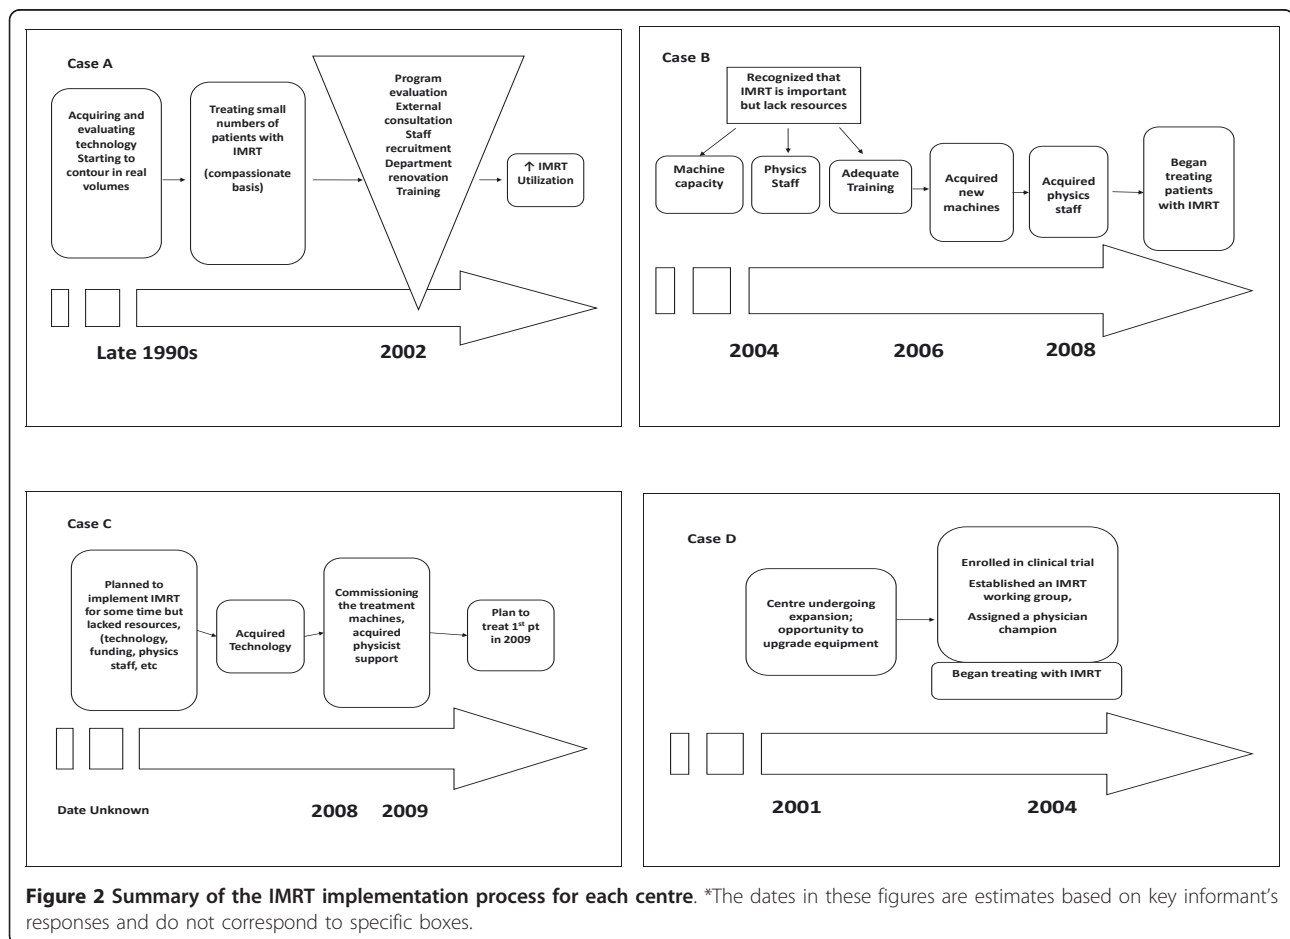 Case A
Acquiring and
evaluating
technology
Starting to
contour in real
volumes
Treating small
numbers of
patients with
IMRT
(compassionate
basis)
Program
evaluation
External
consultation
Staff
recruitment
Department
renovation
Training
↑ IMRT
Utilization
Late 1990s
2002
Case B
Recognized that
IMRT is important
but lack resources
Machine
capacity
Physics
Staff
Adequate
Training
Acquired
new
machines
Acquired
physics
staff
Began
treating
patients
with IMRT
2004
2006
2008
Case C
Planned to
implement IMRT
for some time but
lacked resources,
(technology,
funding, physics
staff, etc
Acquired
Technology
Commissioning
the treatment
machines,
acquired
physicist
support
Plan to
treat 1st pt
in 2009
Date Unknown
2008
2009
Case D
Centre undergoing
expansion;
opportunity to
upgrade equipment
Enrolled in clinical trial
Established an IMRT
working group,
Assigned a physician
champion
Began treating with IMRT
2001
2004
Figure 2 Summary of the IMRT implementation process for each centre. *The dates in these figures are estimates based on key informant's
responses and do not correspond to specific boxes.